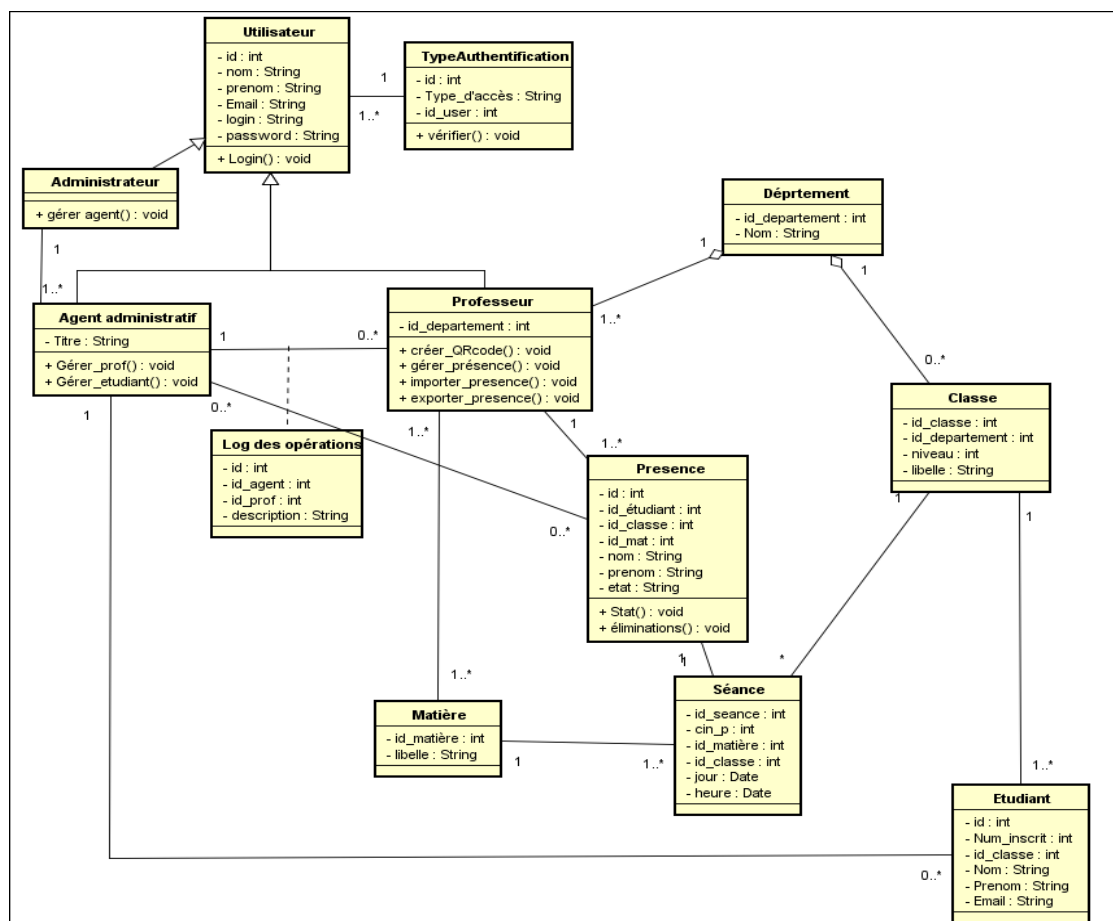 Utilisateur
- id : int
- nom : String
- prenom : String
- Email : String
- login : String
- password : String
+ Login() : void
TypeAuthentification
- id : int
- Type_d'accès : String
- id_user : int
+ vérifier() : void
1
1..*
Administrateur
+ gérer agent() : void
1
1..*
Déprtement
- id_departement : int
- Nom : String
1
1
1..*
0..*
Agent administratif
- Titre : String
+ Gérer_prof() : void
+ Gérer_etudiant() : void
1
0..*
1
0..*
Professeur
- id_departement : int
+ créer_QRcode() : void
+ gérer_présence() : void
+ importer_presence() : void
+ exporter_presence() : void
1..*
1
1..*
Classe
- id_classe : int
- id_departement : int
- niveau : int
- libelle : String
1
1
Log des opérations
- id : int
- id_agent : int
- id_prof : int
- description : String
Presence
- id : int
- id_étudiant : int
- id_classe : int
- id_mat : int
- nom : String
- prenom : String
- etat : String
+ Stat() : void
+ éliminations() : void
0..*
1
1
*
1..*
Matière
- id_matière : int
- libelle : String
1
1..*
Séance
- id_seance : int
- cin_p : int
- id_matière : int
- id_classe : int
- jour : Date
- heure : Date
1..*
Etudiant
- id : int
- Num_inscrit : int
- id_classe : int
- Nom : String
- Prenom : String
- Email : String
0..*